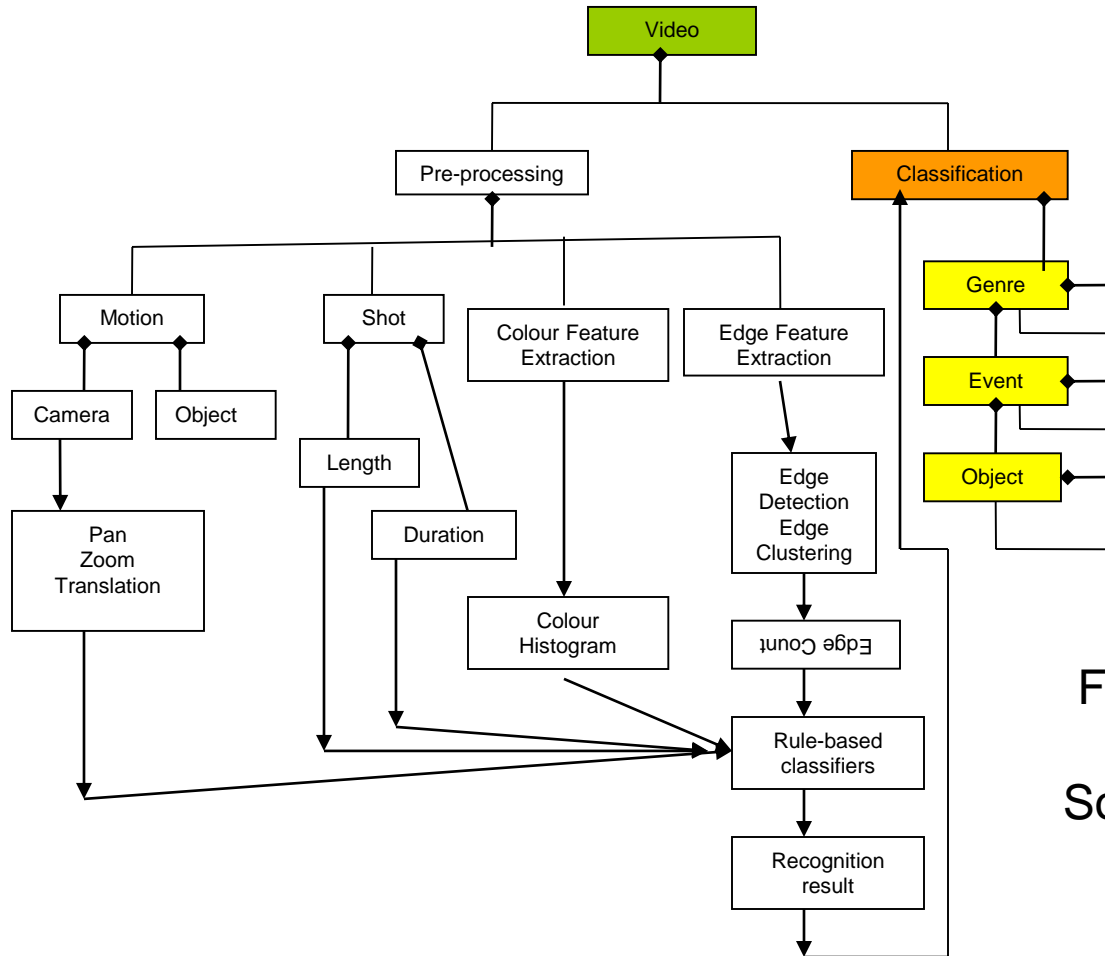 Video
Pre-processing
Classification
Motion
Shot
Colour Feature
Extraction
Edge Feature
Extraction
Genre
Event
Object
Camera
Object
Length
Duration
Edge
Detection
Edge
Clustering
Pan
Zoom
Translation
Colour
Histogram
Edge Count
Rule-based
classifiers
Recognition
result